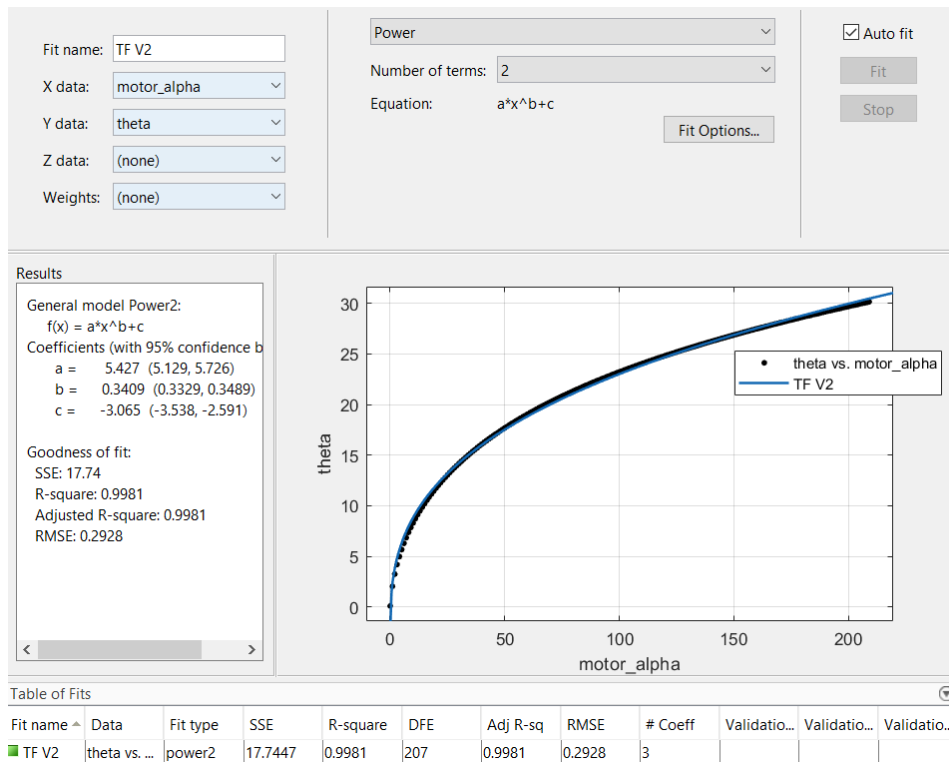 Fit name: TF V2
X data: motor_alpha
Y data: theta
Z data: (none)
Weights: (none)
Power
Number of terms: 2
Equation: a*x^b+c
Fit Options...
Auto fit
Fit
Stop
Results
General model Power2:
f(x) = a*x^b+c
Coefficients (with 95% confidence b
a = 5.427 (5.129, 5.726)
b = 0.3409 (0.3329, 0.3489)
c = -3.065 (-3.538, -2.591)
Goodness of fit:
SSE: 17.74
R-square: 0.9981
Adjusted R-square: 0.9981
RMSE: 0.2928
30
25
20
15
10
5
0
theta
0 50 100 150 200
motor_alpha
theta vs. motor_alpha
TF V2
Table of Fits
Fit name Data Fit type SSE R-square DFE Adj R-sq RMSE # Coeff Validatio... Validatio... Validatio...
TF V2 theta vs. ... power2 17.7447 0.9981 207 0.9981 0.2928 3